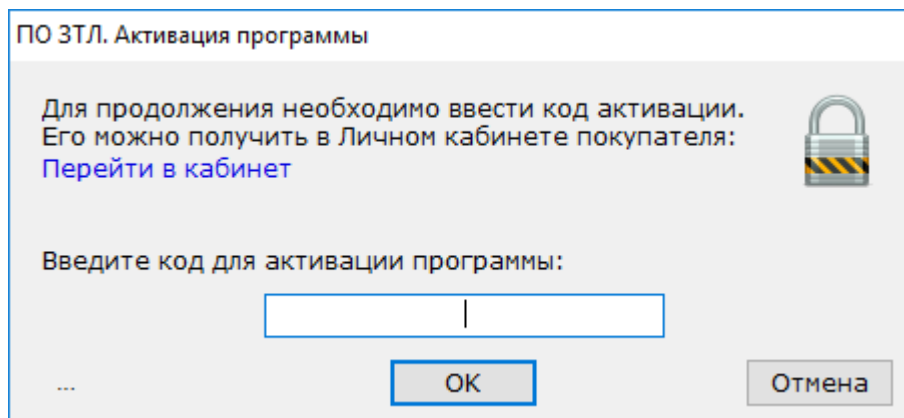 ПО ЗТЛ. Активация программы
Для продолжения необходимо ввести код активации.
Его можно получить в Личном кабинете покупателя:
Перейти в кабинет
Введите код для активации программы:
...
OK
Отмена